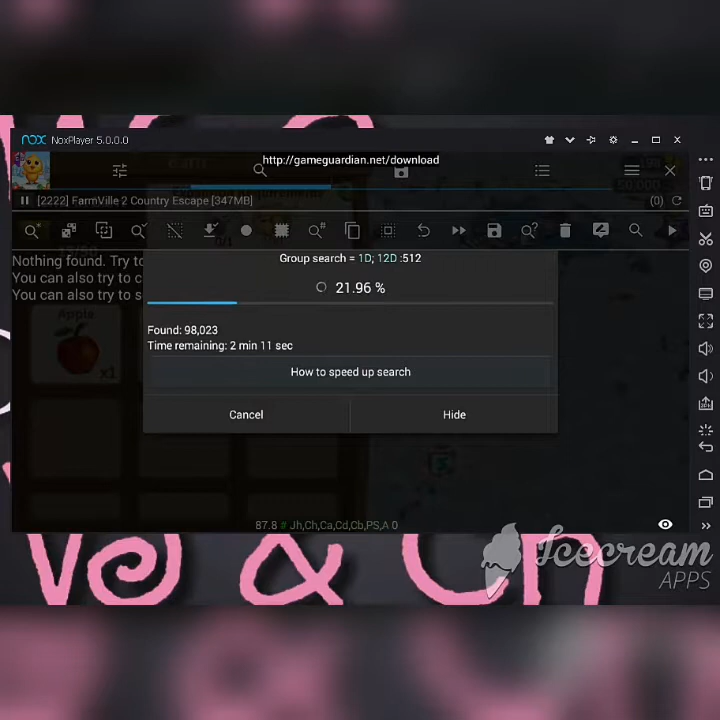 nox NoxPlayer 5.0.0.0
http://gameguardian.net/download
[2222] FarmVille 2 Country Escape [347MB]
(0)
Nothing found. Try to
You can also try to c
You can also try to s
Group search = 1D; 12D :512
21.96 %
Found: 98,023
Time remaining: 2 min 11 sec
How to speed up search
Cancel
Hide
Apple
x1
87.8 # Jh,Ch,Ca,Cd,Cb,PS,A 0
Icecream
APPS